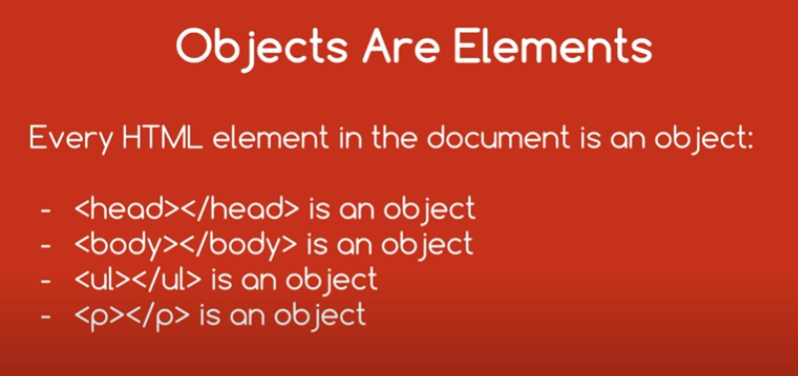 Objects Are Elements
Every HTML element in the document is an object:
- <head></head> is an object
- <body></body> is an object
- <ul></ul> is an object
- <p></p> is an object